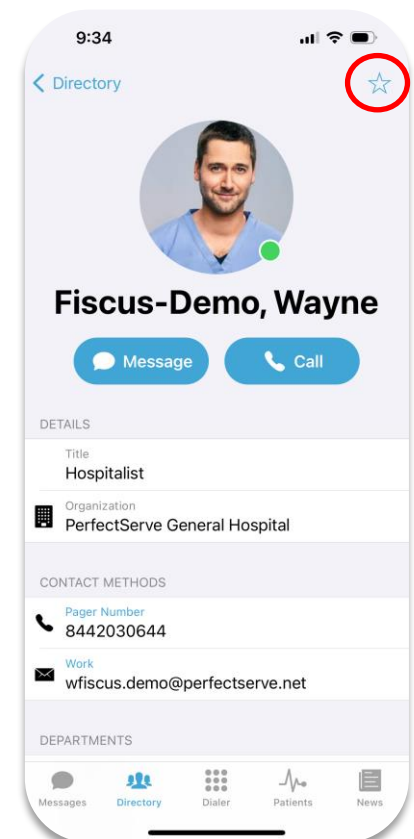 9:34
Directory
Fiscus-Demo, Wayne
Message
Call
DETAILS
Title
Hospitalist
Organization
PerfectServe General Hospital
CONTACT METHODS
Pager Number
8442030644
Work
wfiscus.demo@perfectserve.net
DEPARTMENTS
Messages
Directory
Dialer
Patients
News